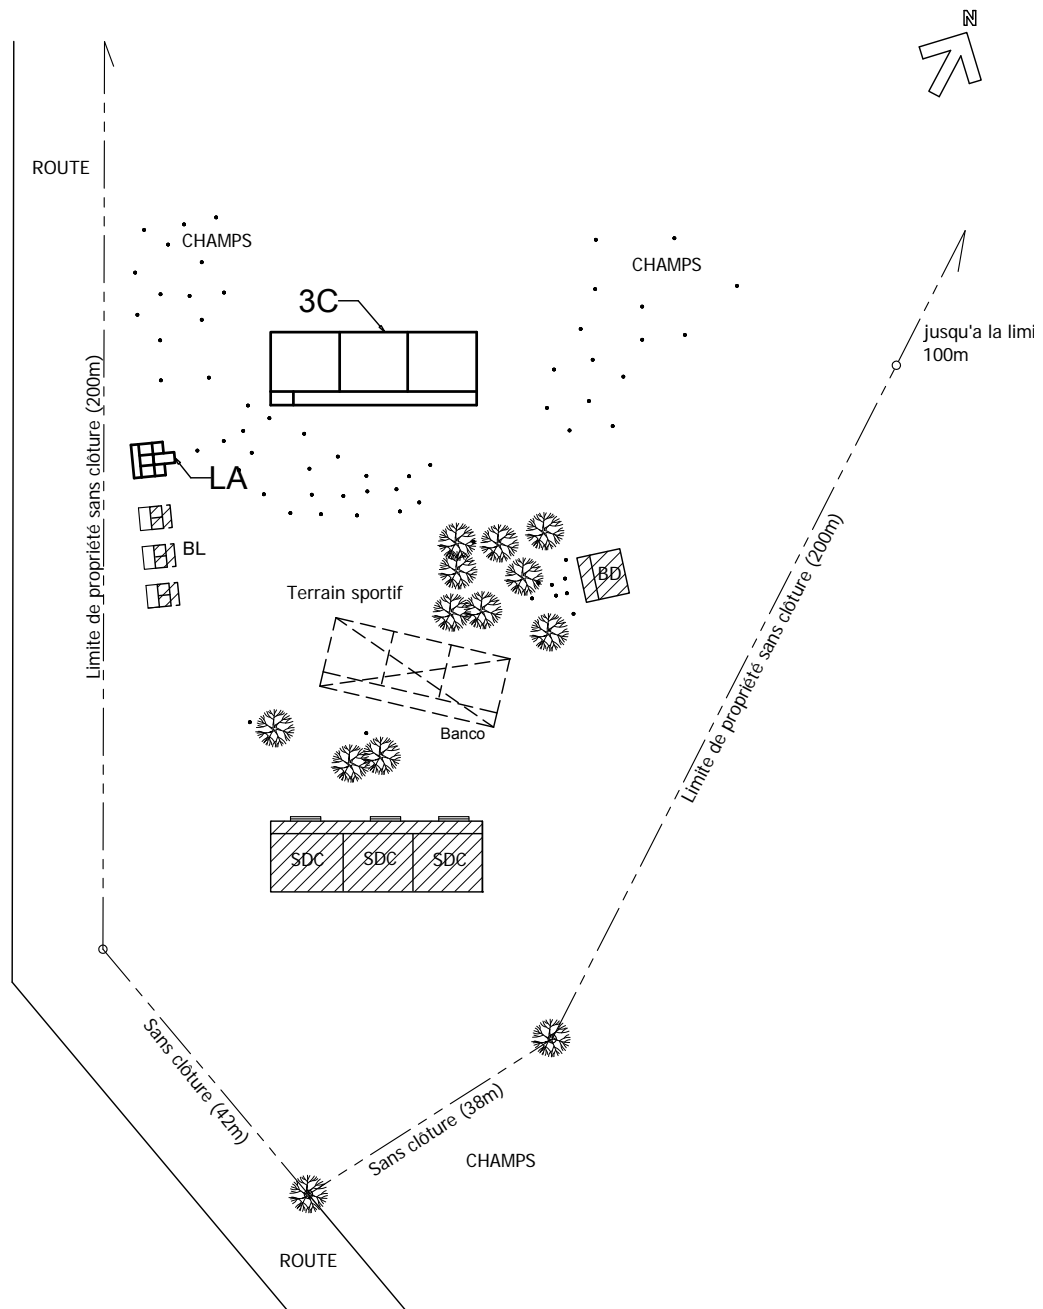 N
ROUTE
CHAMPS
CHAMPS
3C
jusqu'a la limi
100m
Limite de propriété sans clôture (200m)
LA
BL
BD
Terrain sportif
Limite de propriété sans clôture (200m)
Banco
SDC SDC SDC
Sans clôture (42m)
Sans clôture (38m)
CHAMPS
ROUTE